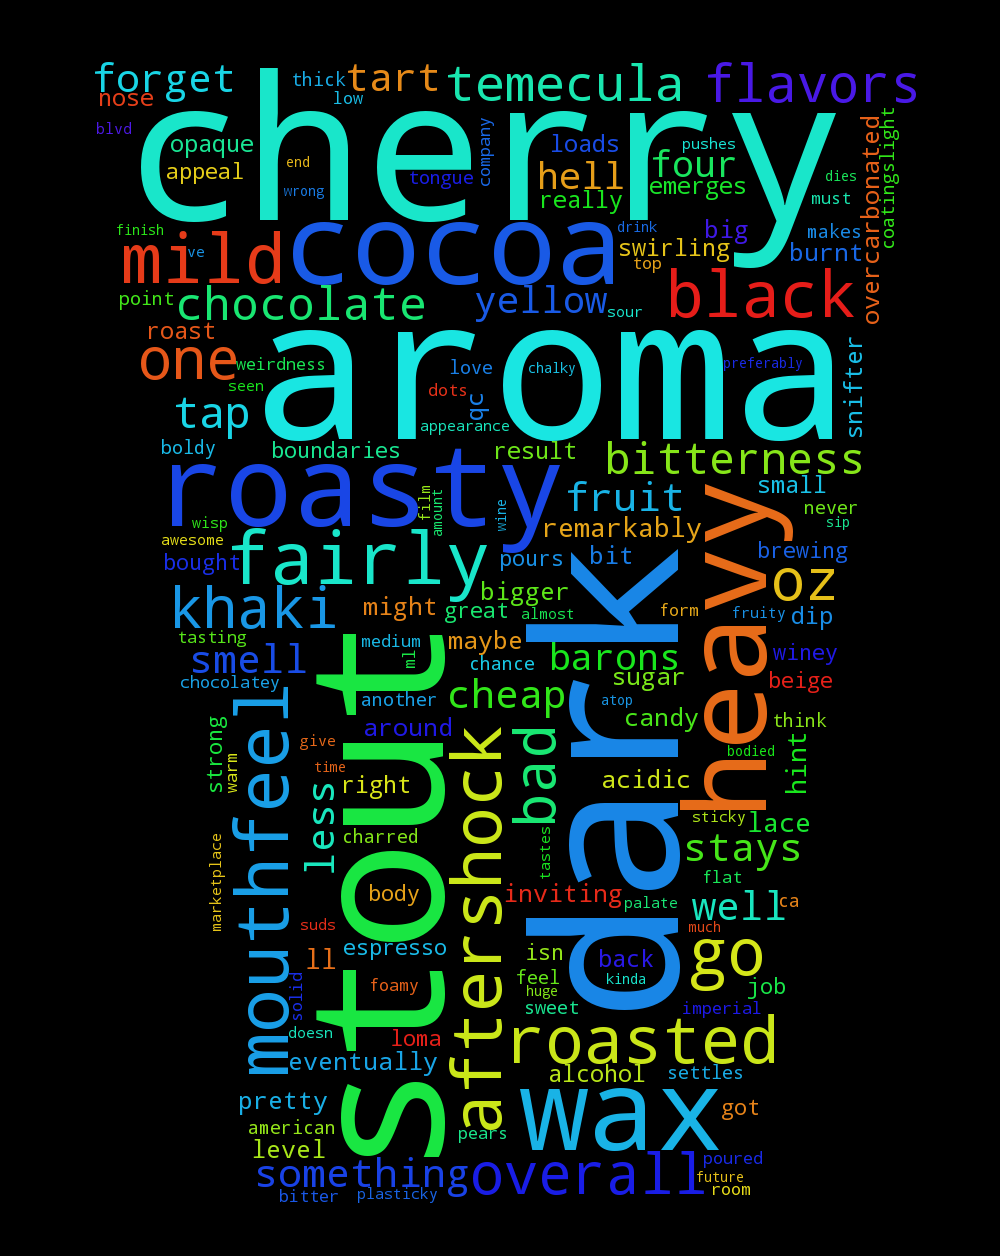 forget
thick
tart
temecula
flavors
nose
low
cherry
blvd
opaque
end
company
loads
pushes
four
overcarbonated
coatingslight
appeal
wrong
tongue
hell
really
emerges
dies
must
finish
ve
mild
cocoa
drink
big
makes
swirling
top
burnt
point
chocolate
yellow
sour
black
roast
one
weirdness
seen
aroma
love
chalky
preferably
dots
qc
snifter
tap
appearance
boldy
boundaries
result
bitterness
roasty
film
amount
wine
fruit
small
never
sip
wisp
awesome
remarkably
brewing
bought
fairly
pours
bit
heavy
oz
khaki
might
great
bigger
almost
form
fruity
dip
tasting
medium
ml
maybe
dark
winey
smell
chance
barons
sugar
beige
chocolatey
another
cheap
atop
candy
think
strong
warm
mouthfeel
give
time
around
stout
aftershock
bad
bodied
hint
right
acidic
less
charred
tastes
sticky
lace
stays
marketplace
body
inviting
palate
flat
well
ca
suds
espresso
much
ll
isn
back
go
solid
foamy
feel
kinda
huge
job
doesn
loma
sweet
imperial
eventually
roasted
alcohol
settles
pretty
wax
got
american
pears
level
something
overall
poured
future
room
bitter
plasticky